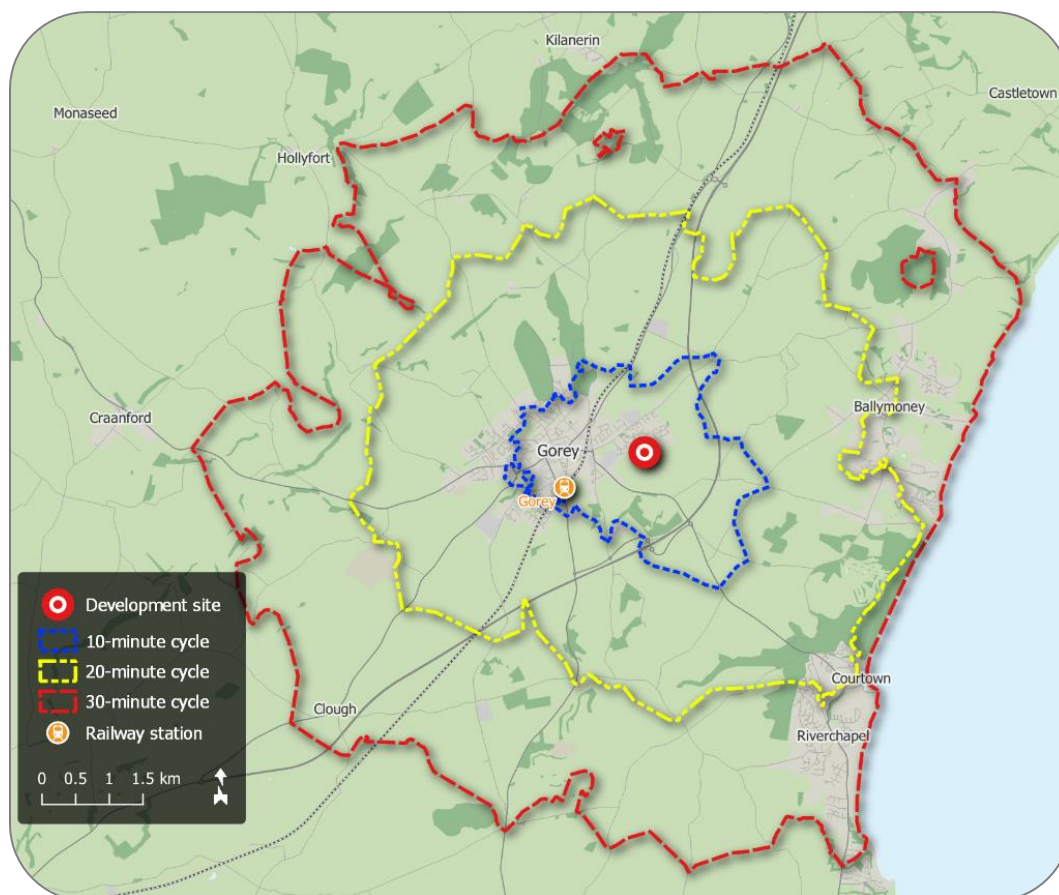 Kilanerin
Castletown
Monaseed
Hollyfort
Ballymoney
Craanford
Gorey
Gorey
Courtown
Clough
Riverchapel
Development site
10-minute cycle
20-minute cycle
30-minute cycle
Railway station
0 0.5 1 1.5 km